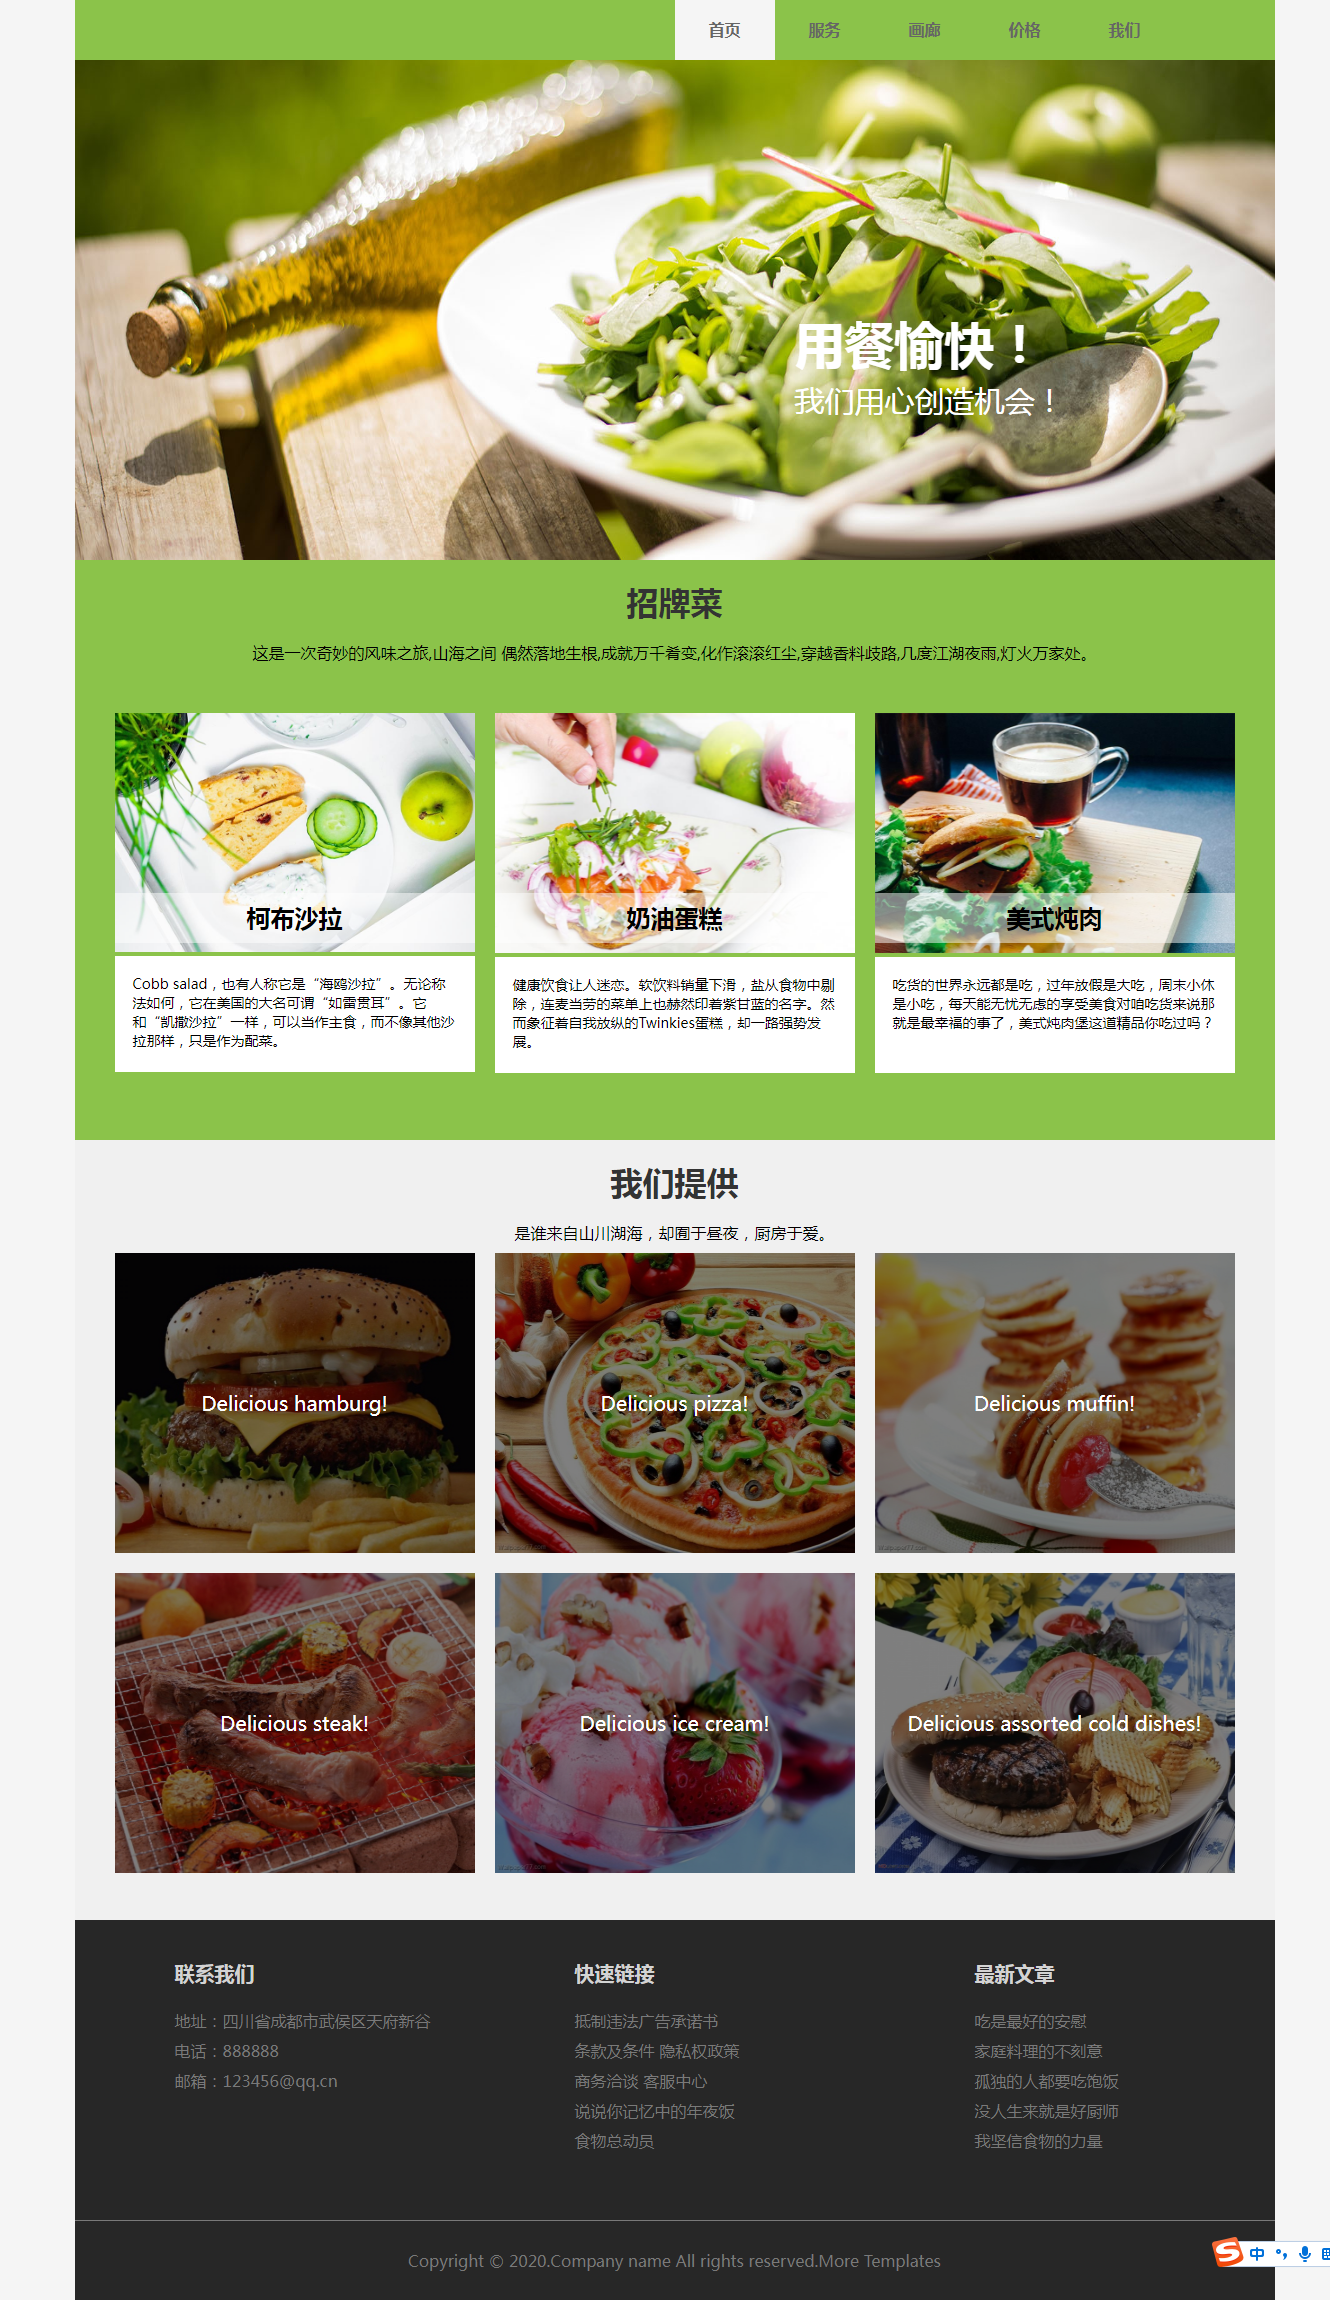 首页 服务 画廊 价格 我们
用餐愉快！
我们用心创造机会！
招牌菜
这是一次奇妙的风味之旅,山海之间 偶然落地生根,成就万千肴变,化作滚滚红尘,穿越香料歧路,几度江湖夜雨,灯火万家处。
柯布沙拉
Cobb salad，也有人称它是“海鸥沙拉”。无论称
法如何，它在美国的大名可谓“如雷贯耳”。它
和“凯撒沙拉”一样，可以当作主食，而不像其他沙
拉那样，只是作为配菜。
奶油蛋糕
健康饮食让人迷恋。软饮料销量下滑，盐从食物中剔
除，连麦当劳的菜单上也赫然印着紫甘蓝的名字。然
而象征着自我放纵的Twinkies蛋糕，却一路强势发
展。
美式炖肉
吃货的世界永远都是吃，过年放假是大吃，周末小休
是小吃，每天能无忧无虑的享受美食对咱吃货来说那
就是最幸福的事了，美式炖肉堡这道精品你吃过吗？
我们提供
是谁来自山川湖海，却囿于昼夜，厨房于爱。
Delicious hamburg!
Delicious pizza!
Delicious muffin!
Delicious steak!
Delicious ice cream!
Delicious assorted cold dishes!
联系我们
地址：四川省成都市武侯区天府新谷
电话：888888
邮箱：123456@qq.cn
快速链接
抵制违法广告承诺书
条款及条件 隐私权政策
商务洽谈 客服中心
说说你记忆中的年夜饭
食物总动员
最新文章
吃是最好的安慰
家庭料理的不刻意
孤独的人都要吃饱饭
没人生来就是好厨师
我坚信食物的力量
Copyright © 2020.Company name All rights reserved.More Templates
中